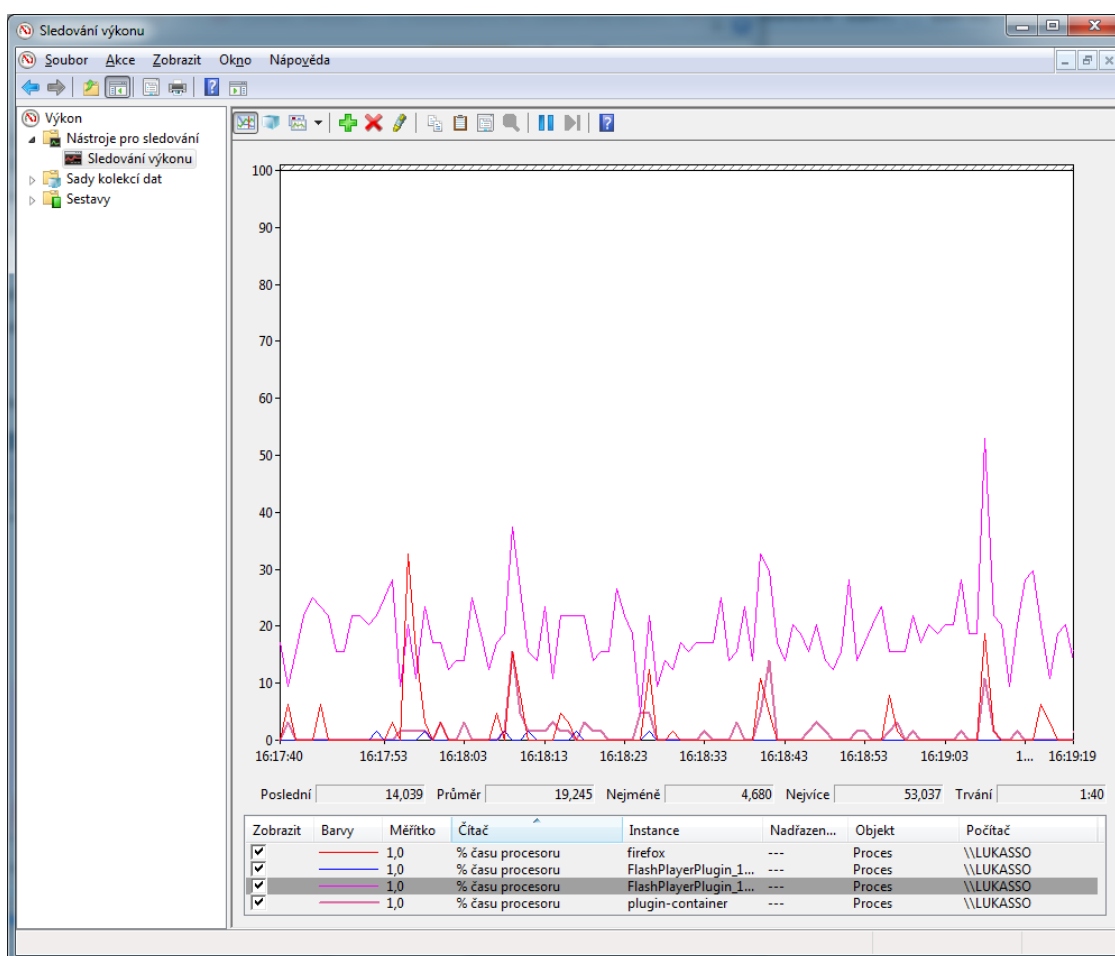 Sledování výkonu
Soubor Akce Zobrazit Okno Nápověda
Výkon
Nástroje pro sledování
Sledování výkonu
Sady kolekcí dat
Sestavy
100
90
80
70
60
50
40
30
20
10
0
16:17:40 16:17:53 16:18:03 16:18:13 16:18:23 16:18:33 16:18:43 16:18:53 16:19:03 1... 16:19:19
Poslední 14,039 Průměr 19,245 Nejméně 4,680 Nejvíce 53,037 Trvání 1:40
Zobrazit Barvy Měřítko Čítač Instance Nadřazen... Objekt Počítač
1,0 % času procesoru firefox --- Proces \\LUKASSO
1,0 % času procesoru FlashPlayerPlugin_1... --- Proces \\LUKASSO
1,0 % času procesoru FlashPlayerPlugin_1... --- Proces \\LUKASSO
1,0 % času procesoru plugin-container --- Proces \\LUKASSO